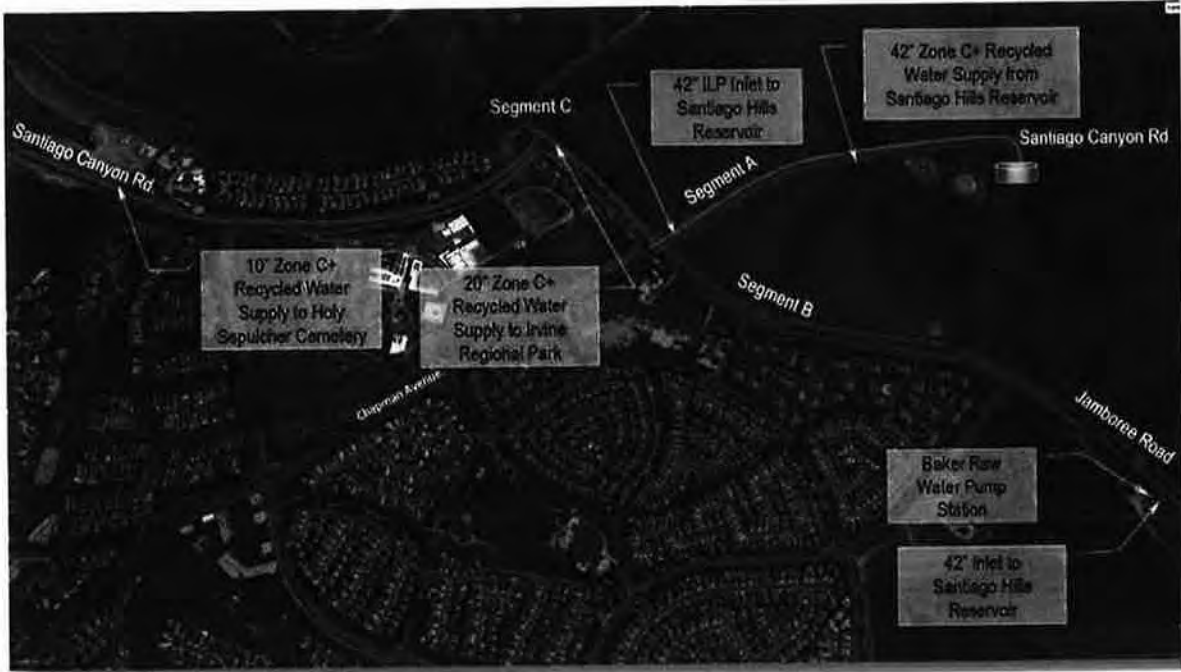 42" Zone C+ Recycled
Water Supply from
Santiago Hills Reservoir
42" ILP Inlet to
Santiago Hills
Reservoir
Segment C
Santiago Canyon Rd
Santiago Canyon Rd.
Segment A
10" Zone C+
Recycled Water
Supply to Holy
Sepulcher Cemetery
20" Zone C+
Recycled Water
Supply to Irvine
Regional Park
Segment B
Chapman Avenue
Jamboree Road
Baker Raw
Water Pump
Station
42" Inlet to
Santiago Hills
Reservoir